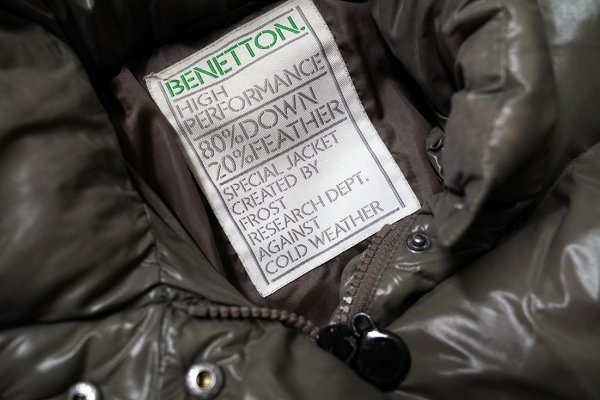 BENETTON.
HIGH
PERFORMANCE
80%DOWN
20%FEATHER
SPECIAL JACKET
CREATED BY
FROST
RESEARCH DEPT.
AGAINST
COLD WEATHER